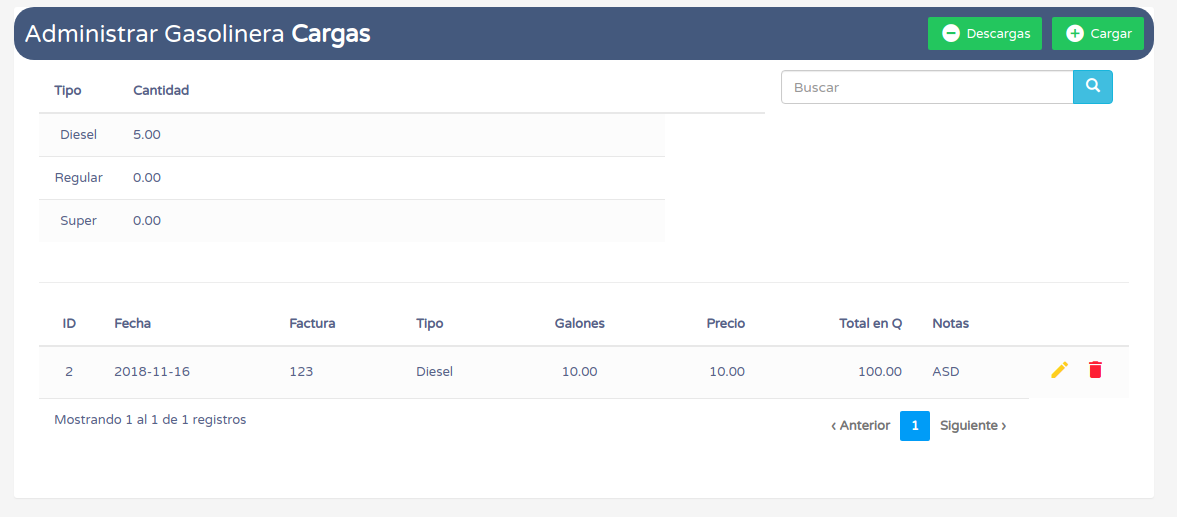 Administrar Gasolinera Cargas
Descargas
Cargar
Tipo Cantidad
Buscar
Diesel 5.00
Regular 0.00
Super 0.00
ID Fecha Factura Tipo Galones Precio Total en Q Notas
2 2018-11-16 123 Diesel 10.00 10.00 100.00 ASD
Mostrando 1 al 1 de 1 registros
‹ Anterior 1 Siguiente ›